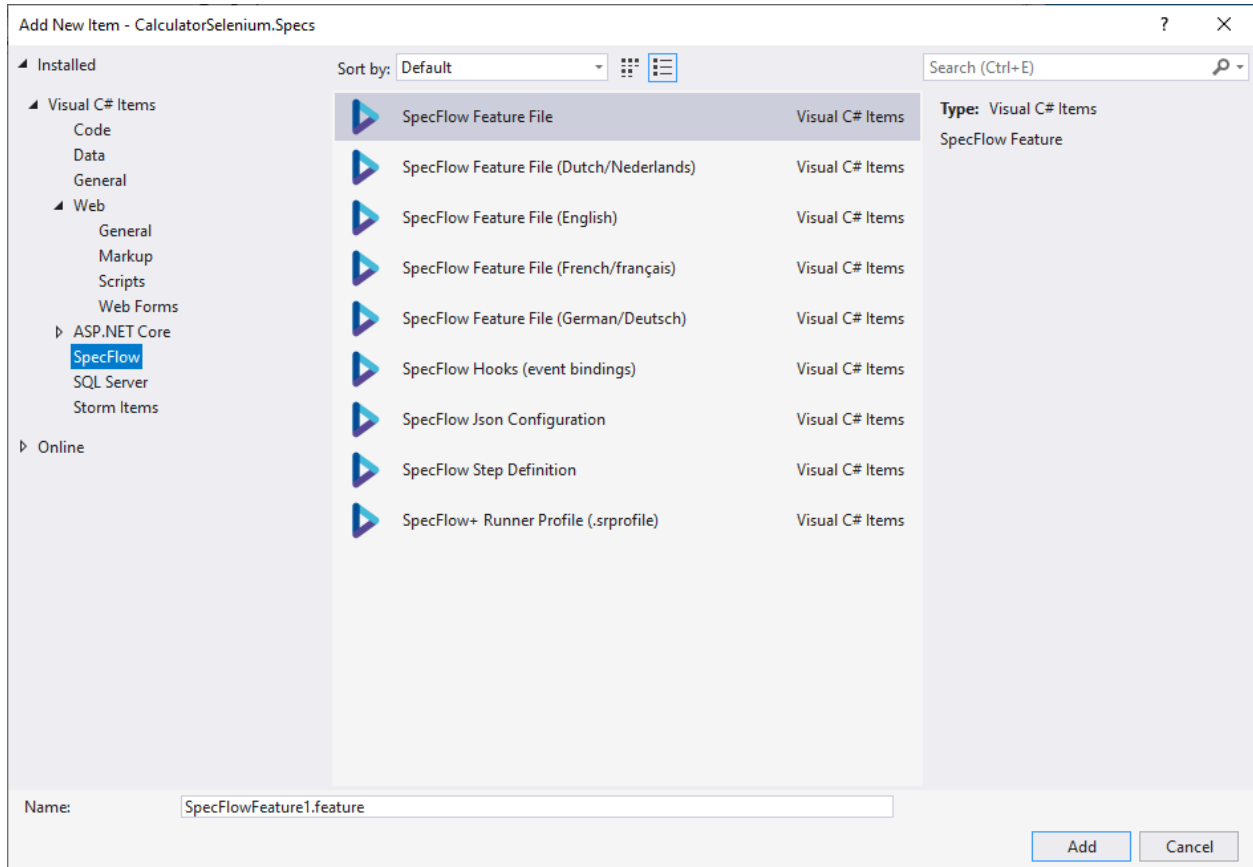 Add New Item - CalculatorSelenium.Specs
?
Installed
Sort by: Default
Search (Ctrl+E)
Visual C# Items
Code
Data
General
Web
General
Markup
Scripts
Web Forms
ASP.NET Core
SpecFlow
SQL Server
Storm Items
Online
SpecFlow Feature File Visual C# Items
SpecFlow Feature File (Dutch/Nederlands) Visual C# Items
SpecFlow Feature File (English) Visual C# Items
SpecFlow Feature File (French/français) Visual C# Items
SpecFlow Feature File (German/Deutsch) Visual C# Items
SpecFlow Hooks (event bindings) Visual C# Items
SpecFlow Json Configuration Visual C# Items
SpecFlow Step Definition Visual C# Items
SpecFlow+ Runner Profile (.srprofile) Visual C# Items
Type: Visual C# Items
SpecFlow Feature
Name: SpecFlowFeature1.feature
Add Cancel